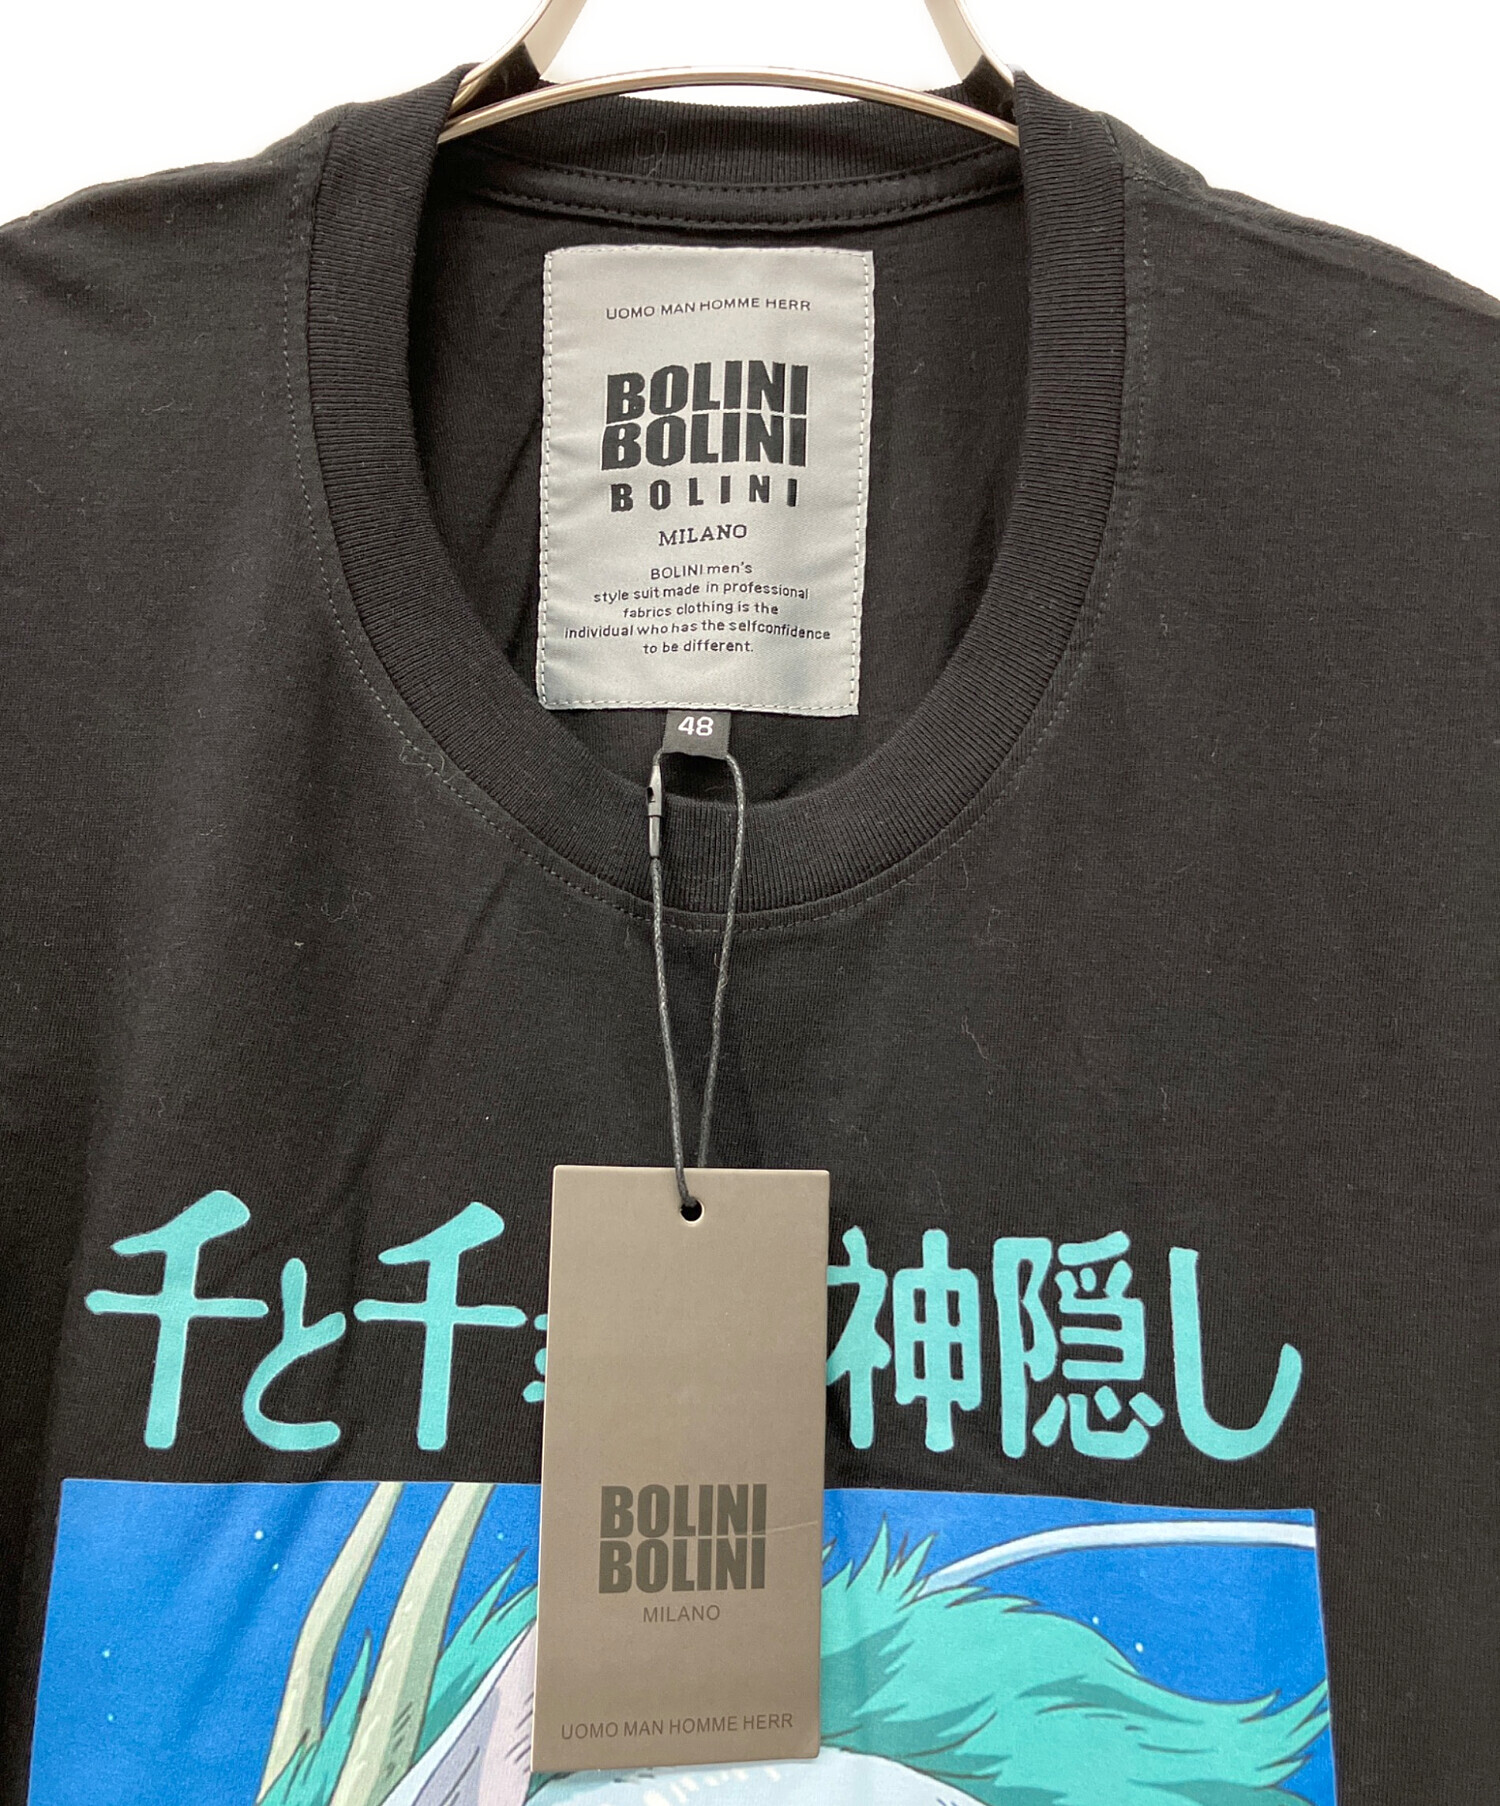 UOMO MAN HOMME HERR
BOLINI
BOLINI
BOLINI
MILANO
BOLINI men's
style suit made in professional
fabrics clothing is the
individual who has the selfconfidence
to be different.
48
千と千 神隠し
BOLINI
BOLINI
MILANO
UOMO MAN HOMME HERR